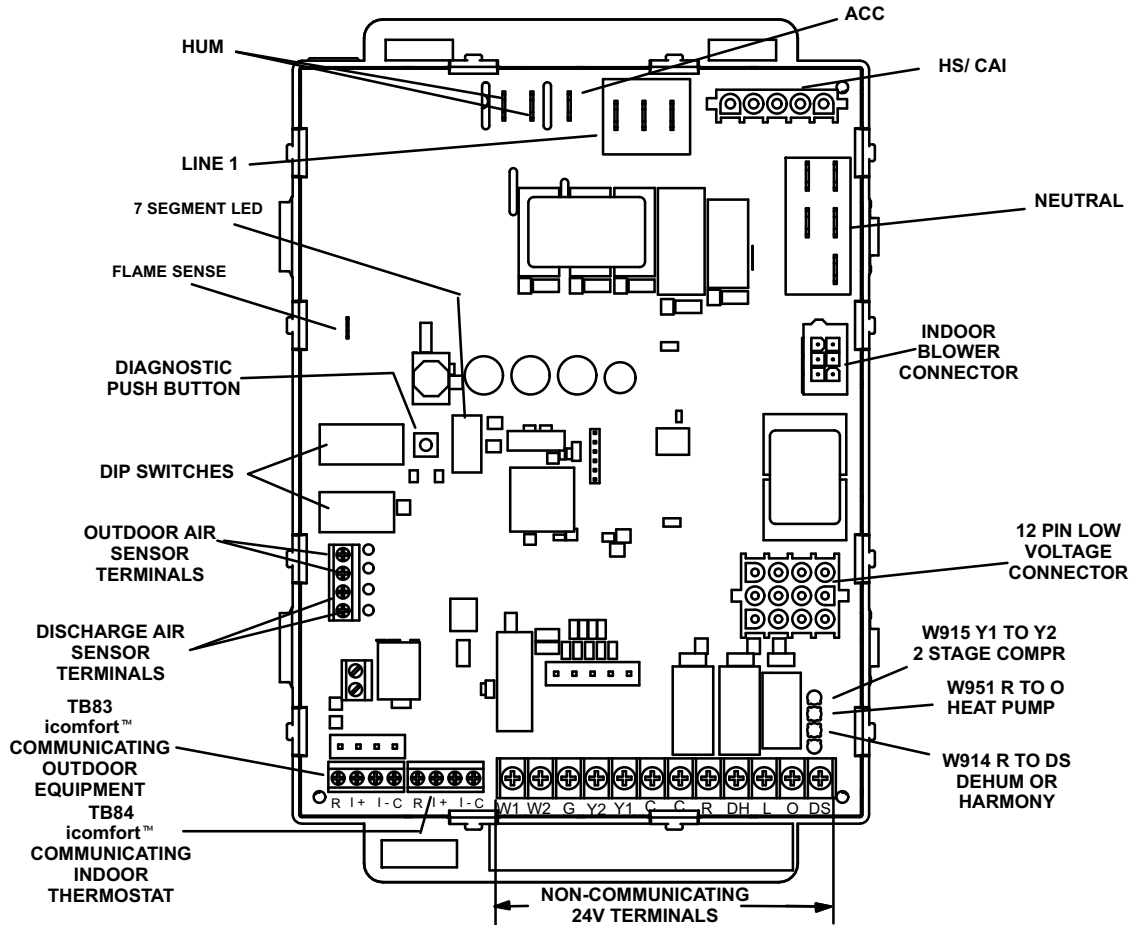 ACC
HUM
HS/ CAI
LINE 1
7 SEGMENT LED
NEUTRAL
FLAME SENSE
INDOOR
BLOWER
CONNECTOR
DIAGNOSTIC
PUSH BUTTON
DIP SWITCHES
OUTDOOR AIR
SENSOR
TERMINALS
12 PIN LOW
VOLTAGE
CONNECTOR
DISCHARGE AIR
SENSOR
TERMINALS
W915 Y1 TO Y2
2 STAGE COMPR
W951 R TO O
HEAT PUMP
W914 R TO DS
DEHUM OR
HARMONY
TB83
icomfort™
COMMUNICATING
OUTDOOR
EQUIPMENT
R I+ I- C R I+ I- C
W1 W2 G Y2 Y1 C C R DH L O DS
TB84
icomfort™
COMMUNICATING
INDOOR
THERMOSTAT
NON-COMMUNICATING
24V TERMINALS